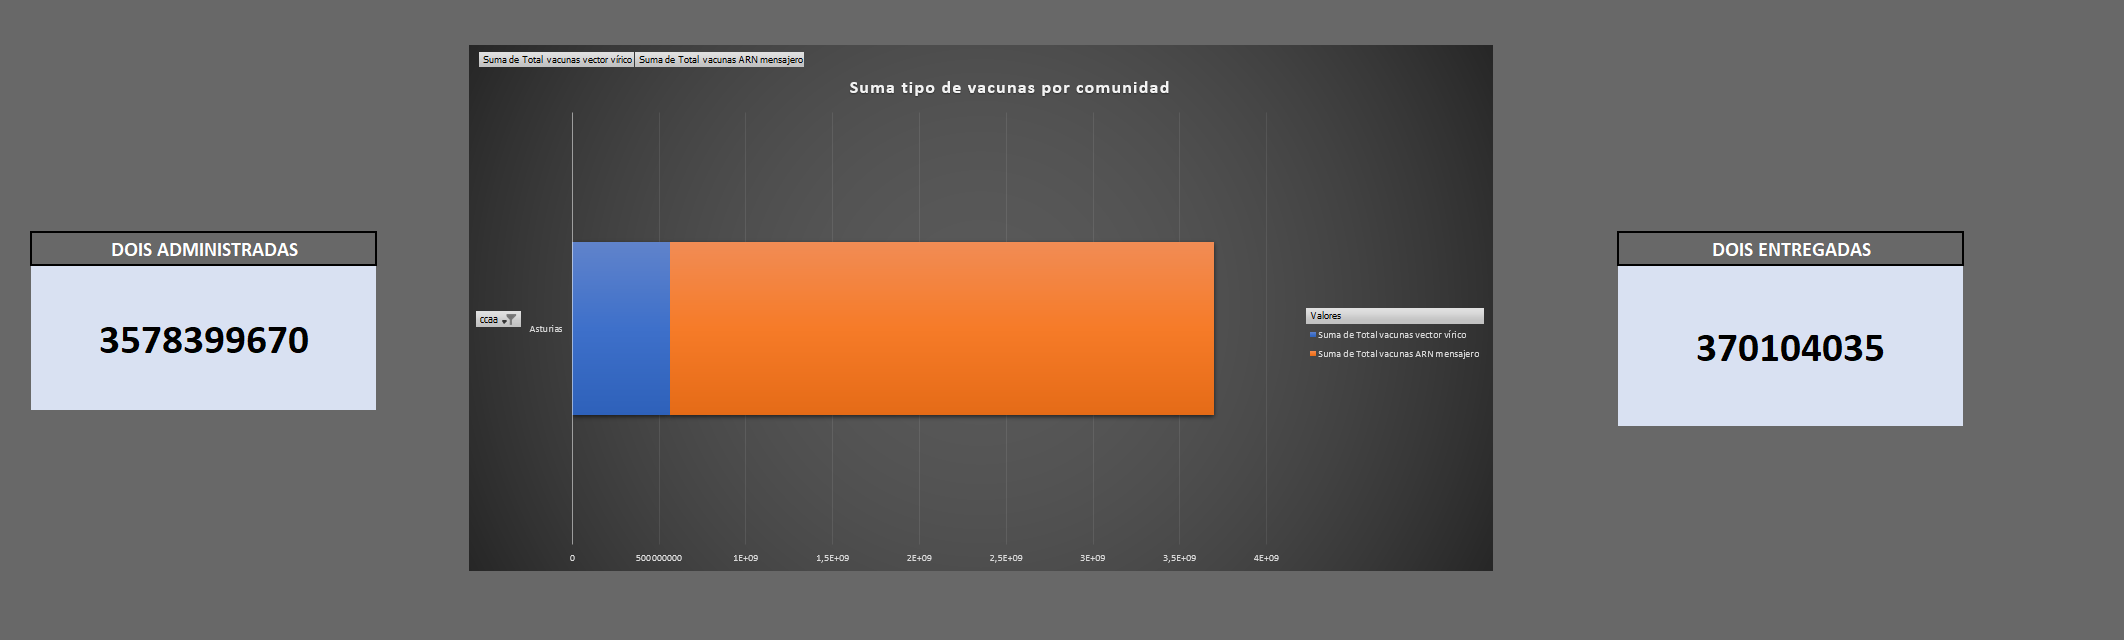 Suma de Total vacunas vector vírico
Suma de Total vacunas ARN mensajero
Suma tipo de vacunas por comunidad
DOIS ADMINISTRADAS
3578399670
ccaa
Asturias
0
500000000
1E+09
1,5E+09
2E+09
2,5E+09
3E+09
3,5E+09
4E+09
Valores
Suma de Total vacunas vector vírico
Suma de Total vacunas ARN mensajero
DOIS ENTREGADAS
370104035